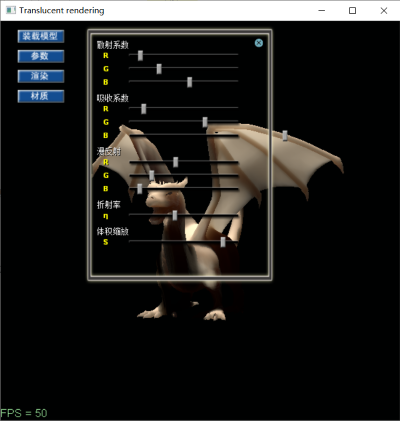 Translucent rendering
装载模型
参数
渲染
材质
散射系数
R
G
B
吸收系数
R
G
B
漫反射
R
G
B
折射率
η
体积缩放
S
FPS = 50